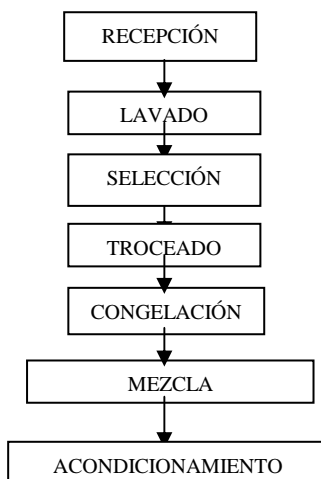 RECEPCIÓN
LAVADO
SELECCIÓN
TROCEADO
CONGELACIÓN
MEZCLA
ACONDICIONAMIENTO